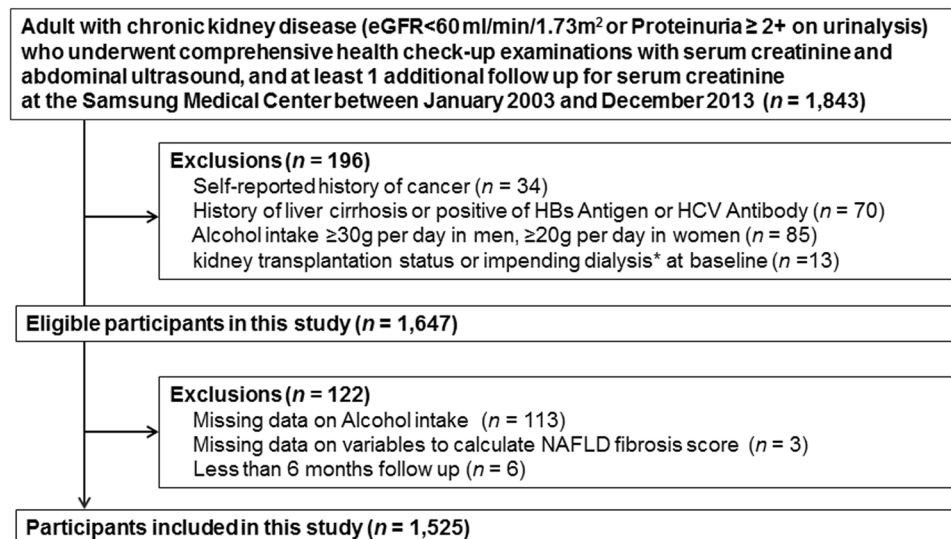 Adult with chronic kidney disease (eGFR<60 ml/min/1.73m² or Proteinuria ≥ 2+ on urinalysis)
who underwent comprehensive health check-up examinations with serum creatinine and
abdominal ultrasound, and at least 1 additional follow up for serum creatinine
at the Samsung Medical Center between January 2003 and December 2013 (n = 1,843)
Exclusions (n = 196)
Self-reported history of cancer (n = 34)
History of liver cirrhosis or positive of HBs Antigen or HCV Antibody (n = 70)
Alcohol intake ≥30g per day in men, ≥20g per day in women (n = 85)
kidney transplantation status or impending dialysis* at baseline (n =13)
Eligible participants in this study (n = 1,647)
Exclusions (n = 122)
Missing data on Alcohol intake (n = 113)
Missing data on variables to calculate NAFLD fibrosis score (n = 3)
Less than 6 months follow up (n = 6)
Participants included in this study (n = 1,525)